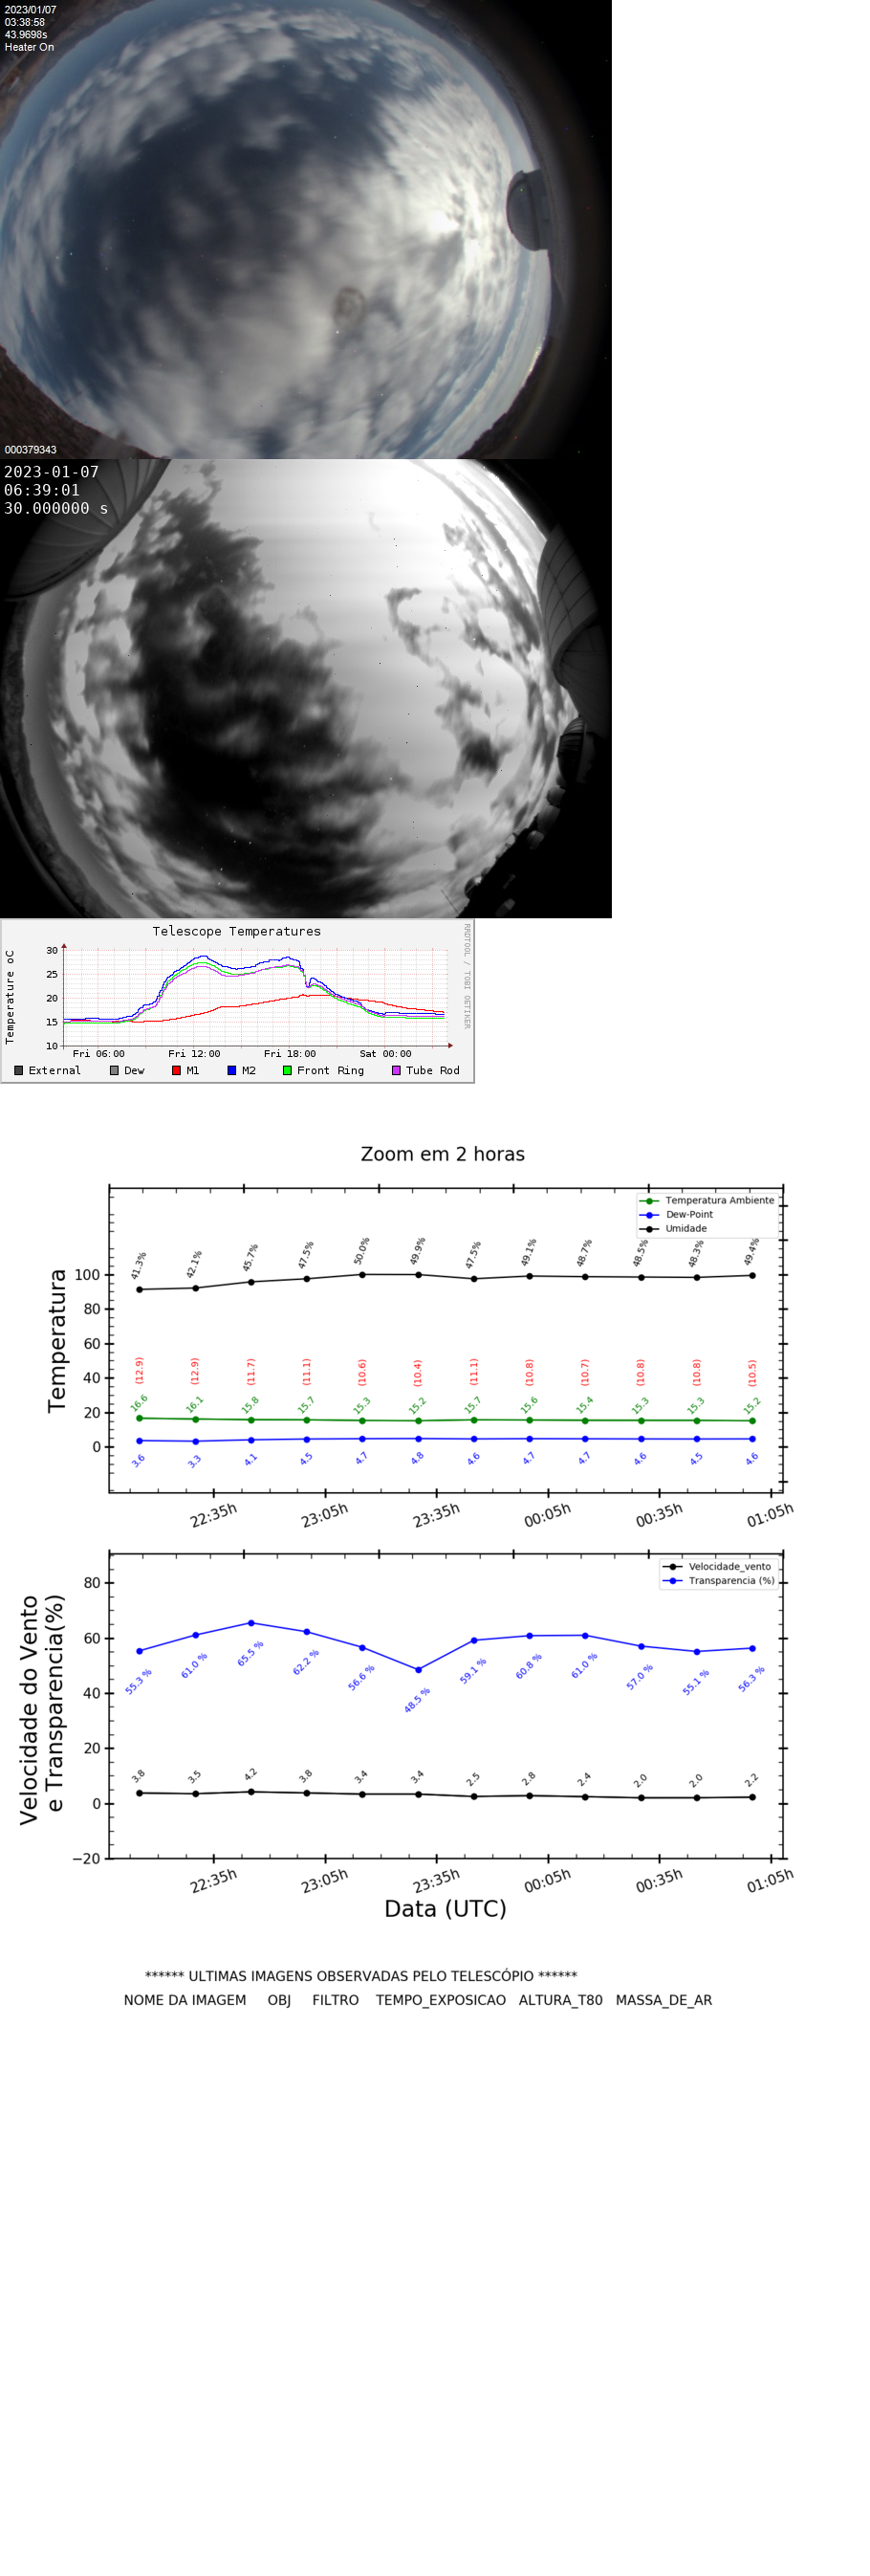 2023/01/07
03:38:58
43.9698s
Heater On
000379343
2023-01-07
06:39:01
30.000000 s
Telescope Temperatures
RRDTOOL / TOBI OETIKER
Temperature oC
30
25
20
15
10
Fri 06:00 Fri 12:00 Fri 18:00 Sat 00:00
External Dew M1 M2 Front Ring Tube Rod
Zoom em 2 horas
Temperatura Ambiente
Dew-Point
Umidade
Temperatura
100
80
60
40
20
0
41.3% 42.1% 45.7% 47.5% 50.0% 49.9% 47.5% 49.1% 48.7% 48.5% 48.3% 49.4%
(12.9) (12.9) (11.7) (11.1) (10.6) (10.4) (11.1) (10.8) (10.7) (10.8) (10.8) (10.5)
16.6 16.1 15.8 15.7 15.3 15.2 15.7 15.6 15.4 15.3 15.3 15.2
3.6 3.3 4.1 4.5 4.7 4.8 4.6 4.7 4.7 4.6 4.5 4.6
22:35h 23:05h 23:35h 00:05h 00:35h 01:05h
Velocidade_vento
Transparencia (%)
Velocidade do Vento
e Transparencia(%)
80
60
40
20
0
−20
55.3 % 61.0 % 65.5 % 62.2 % 56.6 % 48.5 % 59.1 % 60.8 % 61.0 % 57.0 % 55.1 % 56.3 %
3.8 3.5 4.2 3.8 3.4 3.4 2.5 2.8 2.4 2.0 2.0 2.2
22:35h 23:05h 23:35h 00:05h 00:35h 01:05h
Data (UTC)
****** ULTIMAS IMAGENS OBSERVADAS PELO TELESCÓPIO ******
NOME DA IMAGEM OBJ FILTRO TEMPO_EXPOSICAO ALTURA_T80 MASSA_DE_AR